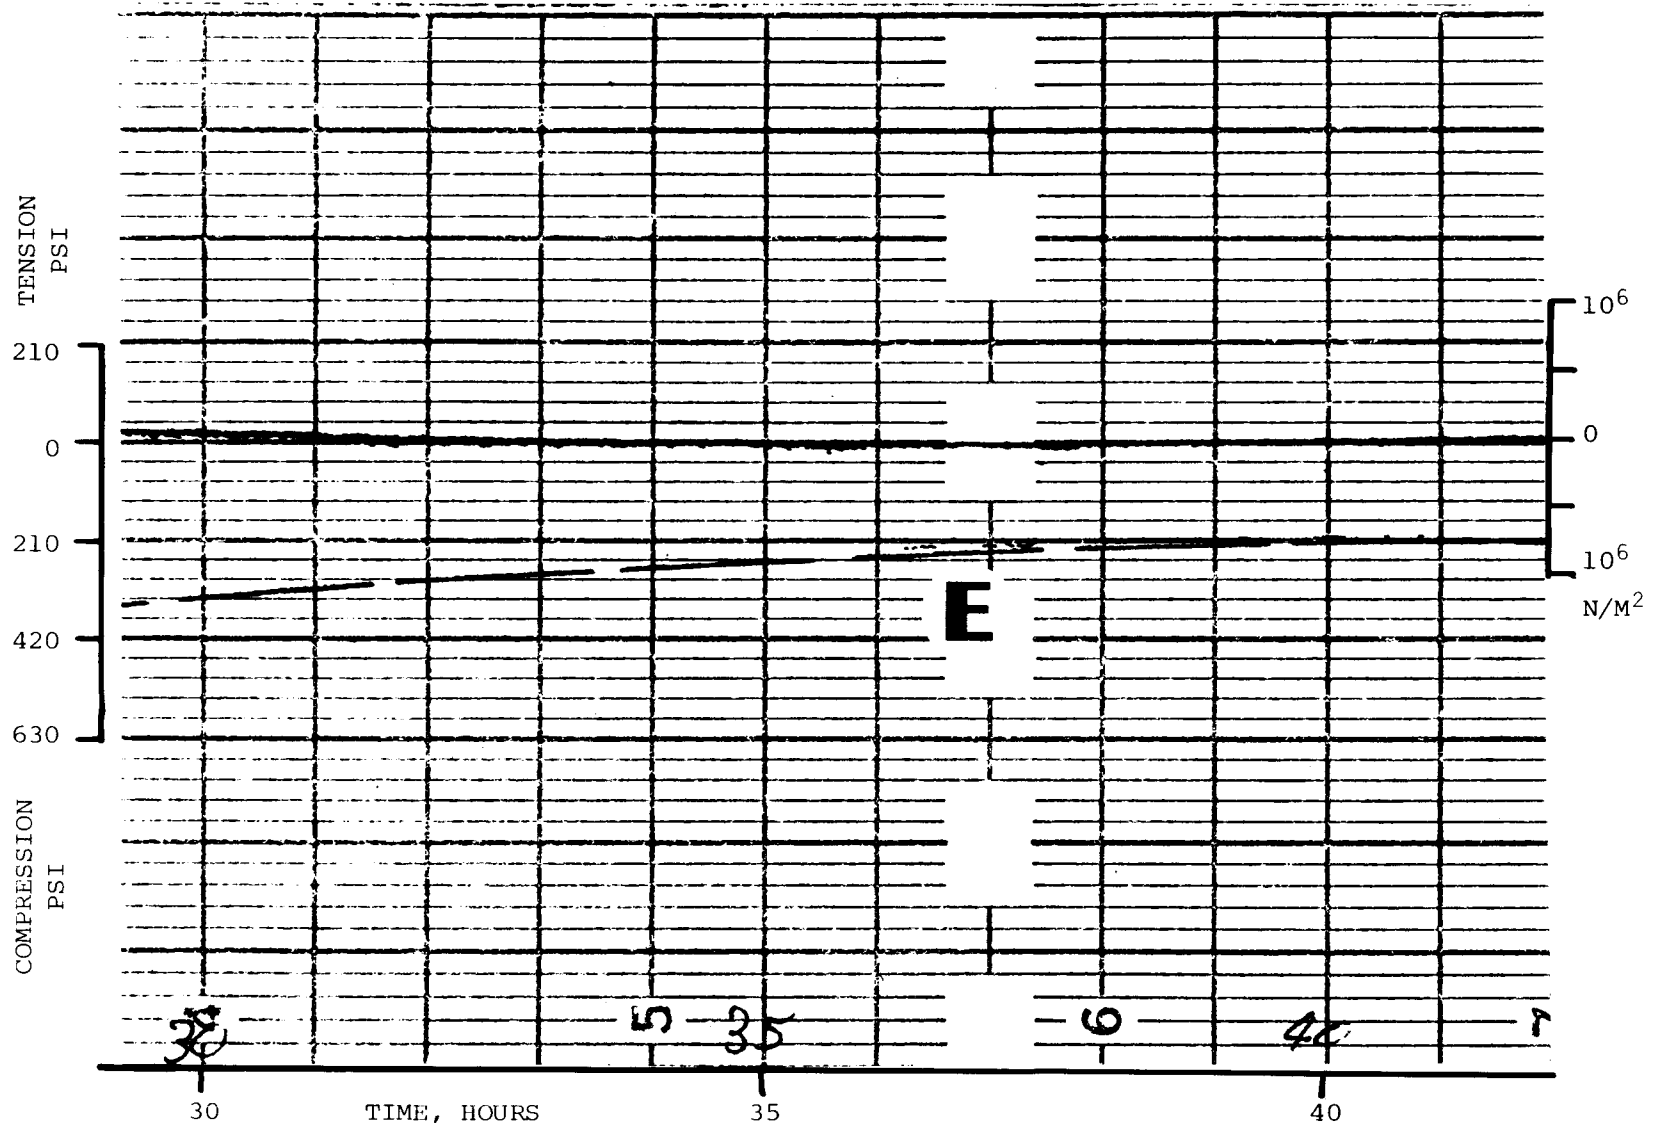 TENSION
PSI
210
0
210
420
630
COMPRESSION
PSI
10⁶
0
10⁶
N/M²
E
5
35
6
30
TIME, HOURS
35
40